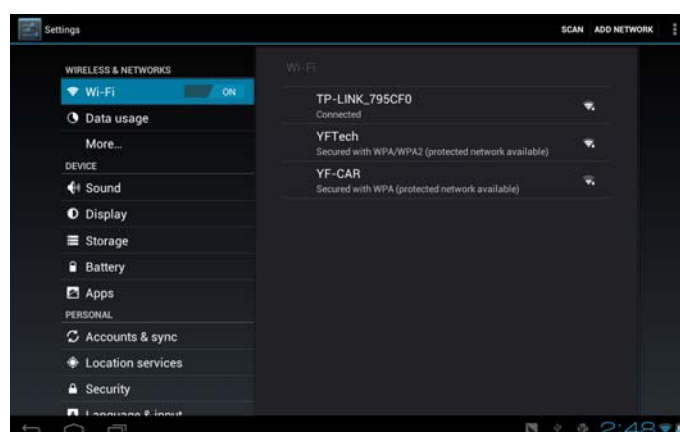 Settings
SCAN
ADD NETWORK
WIRELESS & NETWORKS
Wi-Fi
ON
Data usage
More...
DEVICE
Sound
Display
Storage
Battery
Apps
PERSONAL
Accounts & sync
Location services
Security
Language & input
Wi-Fi
TP-LINK_795CF0
Connected
YFTech
Secured with WPA/WPA2 (protected network available)
YF-CAR
Secured with WPA (protected network available)
2:48